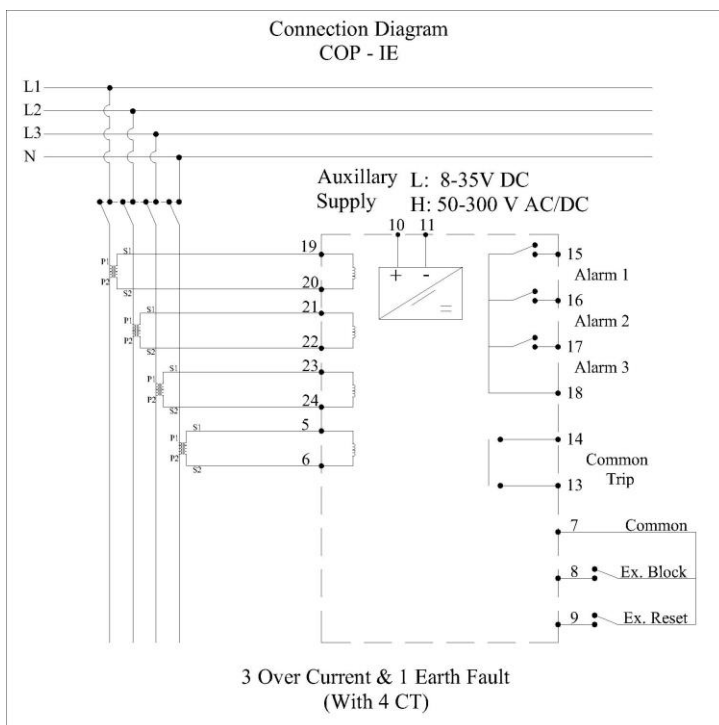 Connection Diagram
COP - IE
L1
L2
L3
N
Auxillary L: 8-35V DC
Supply H: 50-300 V AC/DC
10 11
+ -
19
20
21
22
23
24
5
6
P1 S1
P2 S2
P1 S1
P2 S2
P1 S1
P2 S2
P1 S1
P2 S2
15
Alarm 1
16
Alarm 2
17
Alarm 3
18
14
Common
Trip
13
7 Common
8 Ex. Block
9 Ex. Reset
3 Over Current & 1 Earth Fault
(With 4 CT)